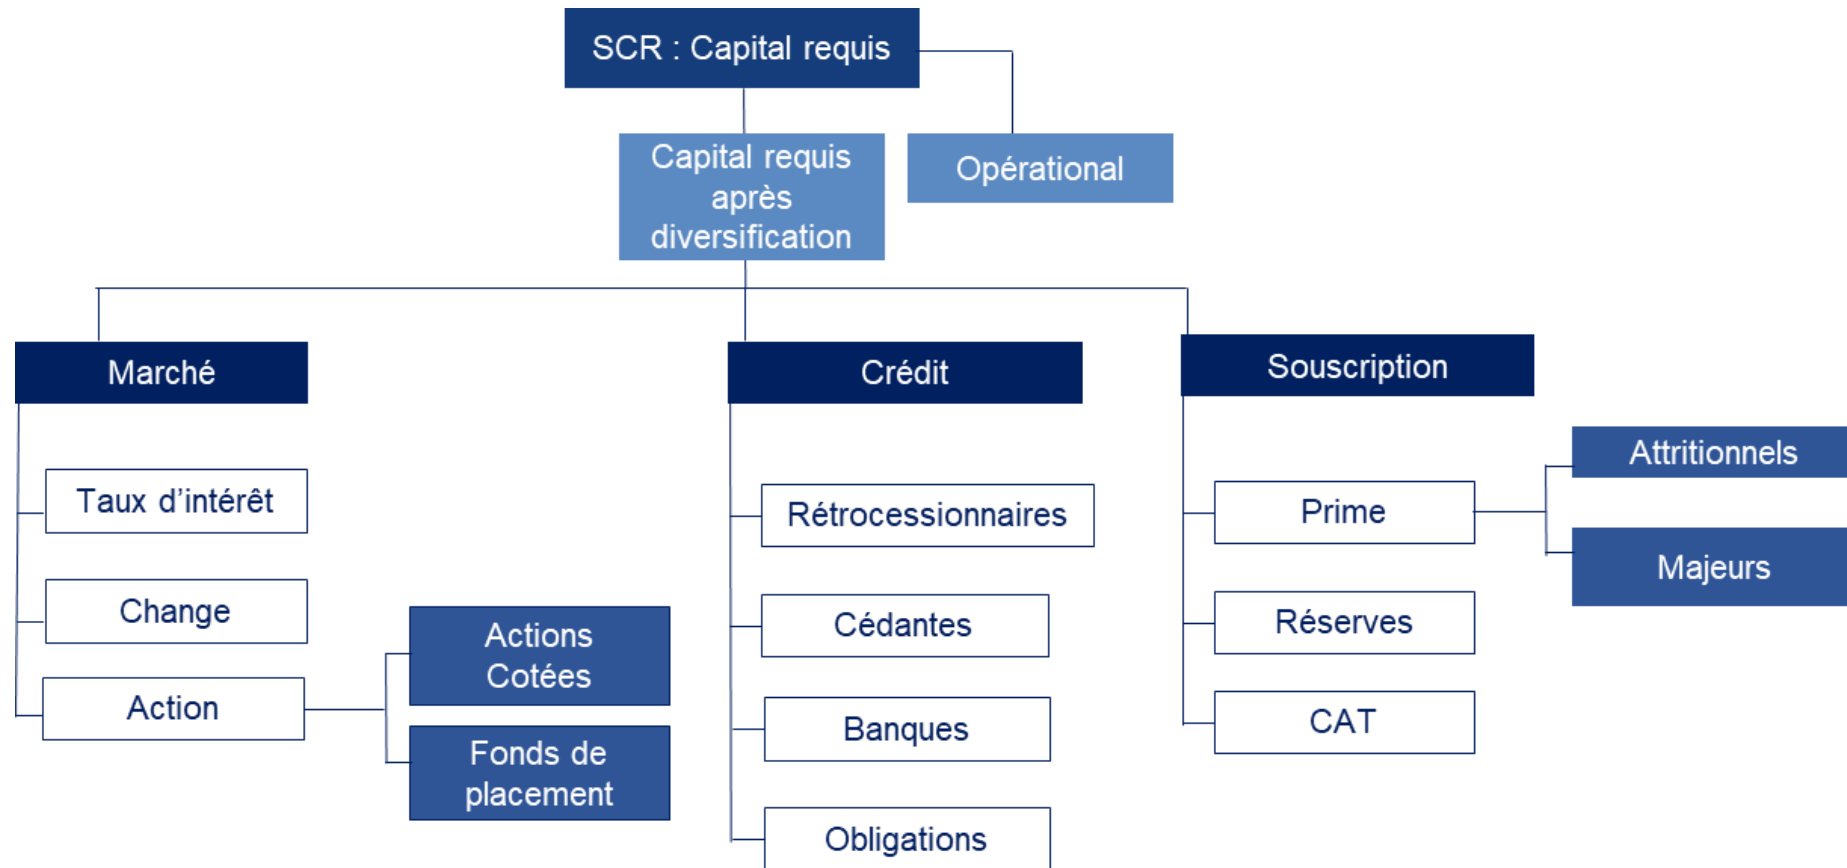 SCR : Capital requis
Capital requis
après
diversification
Opérational
Marché
Taux d'intérêt
Change
Action
Actions
Cotées
Fonds de
placement
Crédit
Rétrocessionnaires
Cédantes
Banques
Obligations
Souscription
Prime
Attritionnels
Majeurs
Réserves
CAT